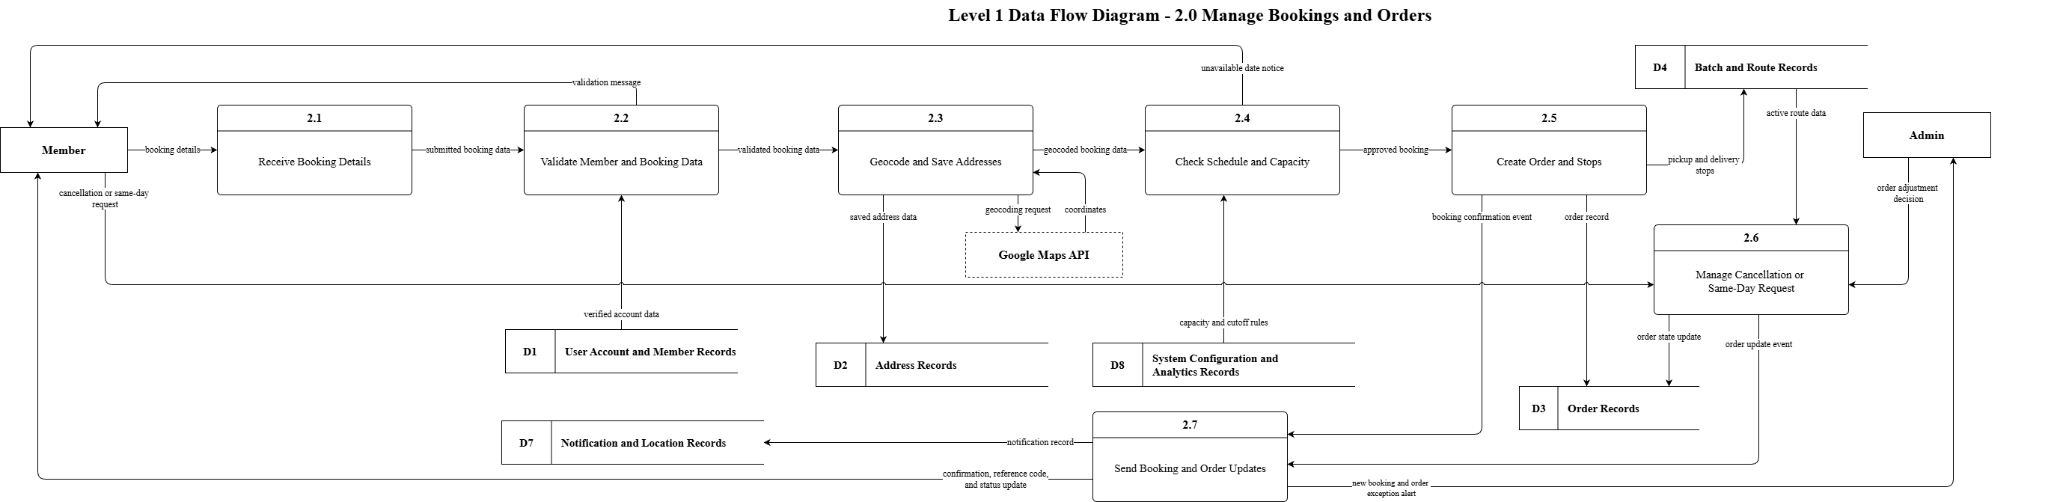 Level 1 Data Flow Diagram - 2.0 Manage Bookings and Orders
unavailable date notice
D4
Batch and Route Records
validation message
active route data
2.1
Receive Booking Details
2.2
Validate Member and Booking Data
2.3
Geocode and Save Addresses
2.4
Check Schedule and Capacity
2.5
Create Order and Stops
Admin
Member
booking details
submitted booking data
validated booking data
geocoded booking data
approved booking
pickup and delivery
stops
cancellation or same-day
request
order adjustment
decision
saved address data
geocoding request
coordinates
booking confirmation event
order record
Google Maps API
2.6
Manage Cancellation or
Same-Day Request
verified account data
capacity and cutoff rules
order state update
order update event
D1
User Account and Member Records
D2
Address Records
D8
System Configuration and
Analytics Records
D3
Order Records
2.7
Send Booking and Order Updates
D7
Notification and Location Records
notification record
confirmation, reference code,
and status update
new booking and order
exception alert